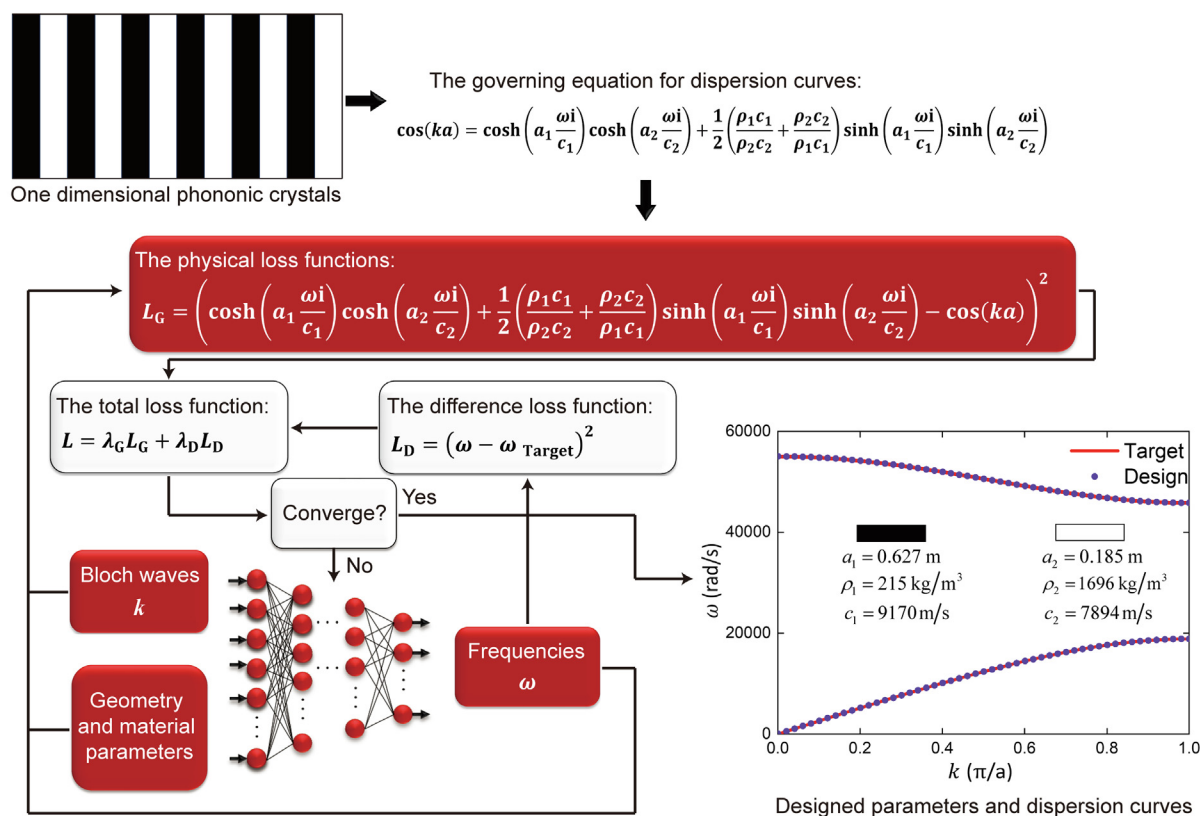 One dimensional phononic crystals
The governing equation for dispersion curves:
cos(ka) = cosh(a₁ ωi/c₁) cosh(a₂ ωi/c₂) + 1/2 (ρ₁c₁/ρ₂c₂ + ρ₂c₂/ρ₁c₁) sinh(a₁ ωi/c₁) sinh(a₂ ωi/c₂)
The physical loss functions:
L_G = (cosh(a₁ ωi/c₁) cosh(a₂ ωi/c₂) + 1/2 (ρ₁c₁/ρ₂c₂ + ρ₂c₂/ρ₁c₁) sinh(a₁ ωi/c₁) sinh(a₂ ωi/c₂) − cos(ka))²
The total loss function:
L = λ_G L_G + λ_D L_D
The difference loss function:
L_D = (ω − ω_Target)²
Converge?
Yes
No
Bloch waves
k
Geometry
and material
parameters
Frequencies
ω
60000
40000
20000
0
ω (rad/s)
Target
Design
a₁ = 0.627 m
ρ₁ = 215 kg/m³
c₁ = 9170 m/s
a₂ = 0.185 m
ρ₂ = 1696 kg/m³
c₂ = 7894 m/s
0.0 0.2 0.4 0.6 0.8 1.0
k (π/a)
Designed parameters and dispersion curves